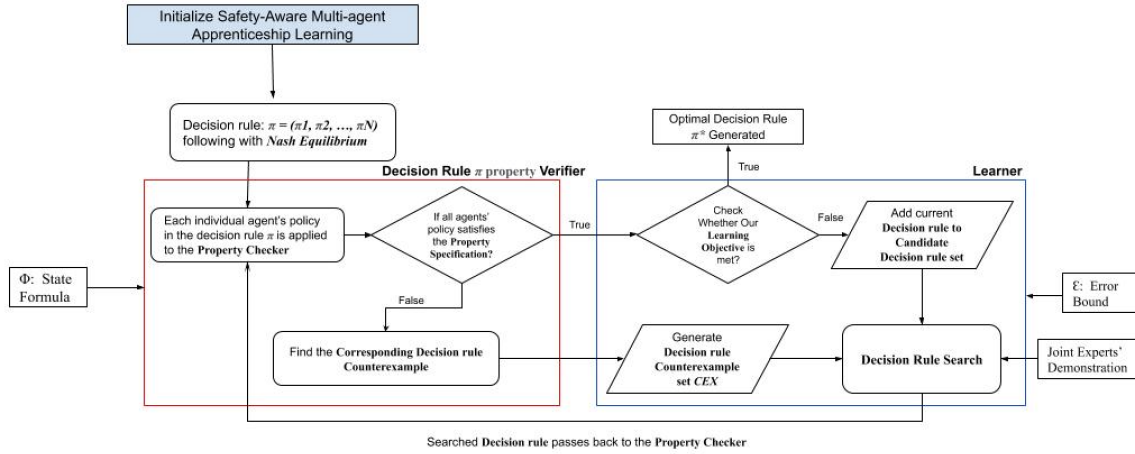 Initialize Safety-Aware Multi-agent
Apprenticeship Learning
Decision rule: π = (π1, π2, ..., πN)
following with Nash Equilibrium
Optimal Decision Rule
π* Generated
True
Decision Rule π property Verifier
Learner
Each individual agent's policy
in the decision rule π is applied
to the Property Checker
If all agents'
policy satisfies
the Property
Specification?
True
Check
Whether Our
Learning
Objective is
met?
False
Add current
Decision rule to
Candidate
Decision rule set
Φ: State
Formula
Ɛ: Error
Bound
False
Find the Corresponding Decision rule
Counterexample
Generate
Decision rule
Counterexample
set CEX
Decision Rule Search
Joint Experts'
Demonstration
Searched Decision rule passes back to the Property Checker